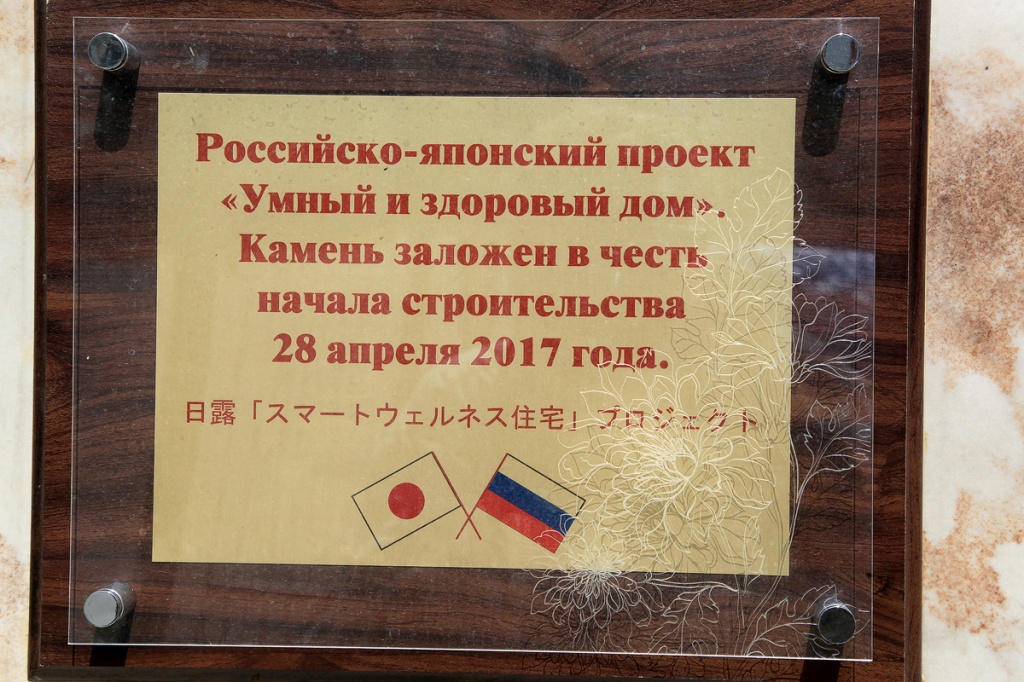 Российско-японский проект
«Умный и здоровый дом».
Камень заложен в честь
начала строительства
28 апреля 2017 года.
日露「スマートウェルネス住宅」プロジェクト